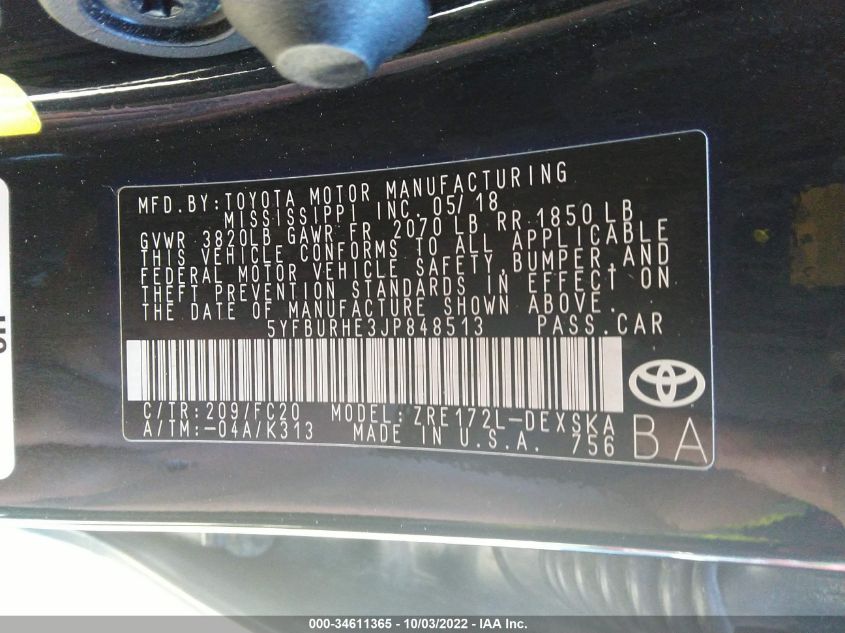 MFD.BY:TOYOTA MOTOR MANUFACTURING
MISSISSIPPI INC. 05/18
GVWR 3820LB GAWR FR 2070 LB RR 1850 LB
THIS VEHICLE CONFORMS TO ALL APPLICABLE
FEDERAL MOTOR VEHICLE SAFETY, BUMPER, AND
THEFT PREVENTION STANDARDS IN EFFECT ON
THE DATE OF MANUFACTURE SHOWN ABOVE.
5YFBURHE3JP848513 PASS.CAR
C/TR:209/FC20 MODEL:ZRE172L-DEXSKA
A/TM:-04A/K313 MADE IN U.S.A. 756
BA
000-34611365 - 10/03/2022 - IAA Inc.